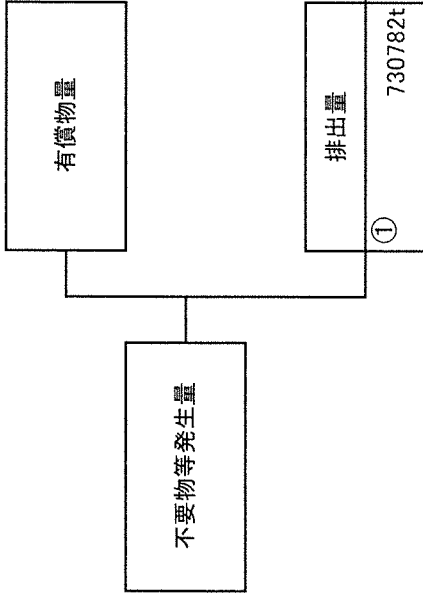 不要物等発生量
有償物量
排出量
①
730782t